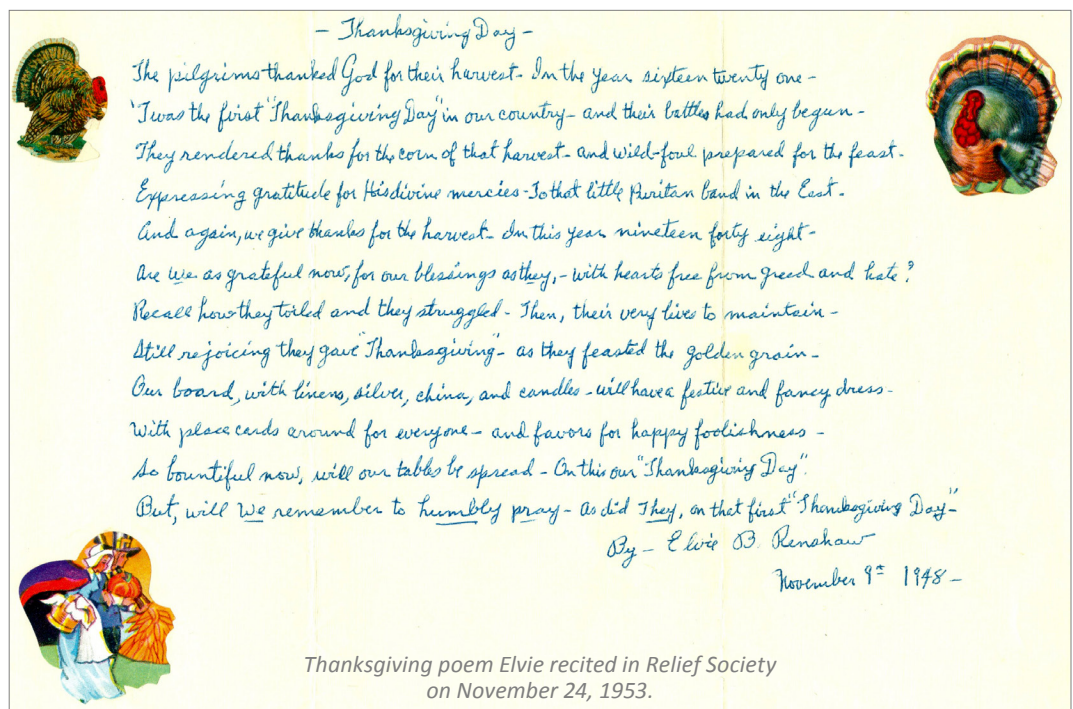 - Thanksgiving Day -
The pilgrims thanked God for their harvest - In the year sixteen twenty one -
'Twas the first "Thanksgiving Day" in our country - and their battles had only begun -
They rendered thanks for the corn of that harvest - and wild-foul prepared for the feast.
Expressing gratitude for His divine mercies - To that little Puritan band in the East -
And again, we give thanks for the harvest - In this year nineteen forty eight -
Are we as grateful now, for our blessings as they, - with hearts free from greed and hate?
Recall how they toiled and they struggled - Then, their very lives to maintain -
Still rejoicing they gave "Thanksgiving" - as they feasted the golden grain -
Our board, with linens, silver, china, and candles - will have a festive and fancy dress -
With place cards around for everyone - and favors for happy foolishness -
So bountiful now, will our tables be spread - On this our "Thanksgiving Day".
But, will We remember to humbly pray - as did They, on that first "Thanksgiving Day" -
By - Elvie B. Renshaw
November 9th 1948 -
Thanksgiving poem Elvie recited in Relief Society
on November 24, 1953.